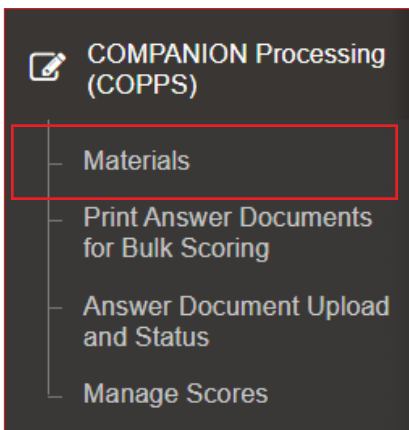 COMPANION Processing
(COPPS)
Materials
Print Answer Documents
for Bulk Scoring
Answer Document Upload
and Status
Manage Scores